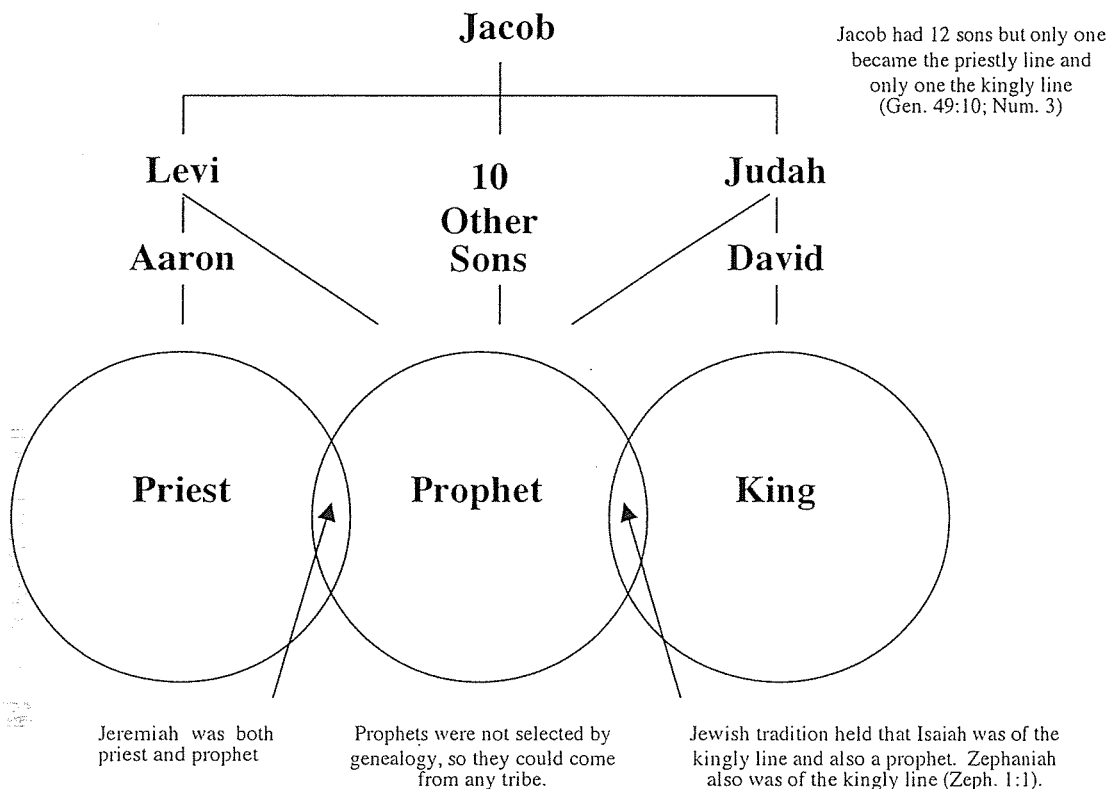 Jacob
Jacob had 12 sons but only one
became the priestly line and
only one the kingly line
(Gen. 49:10; Num. 3)
Levi
10
Other
Sons
Judah
Aaron
David
Priest
Prophet
King
Jeremiah was both
priest and prophet
Prophets were not selected by
genealogy, so they could come
from any tribe.
Jewish tradition held that Isaiah was of the
kingly line and also a prophet. Zephaniah
also was of the kingly line (Zeph. 1:1).